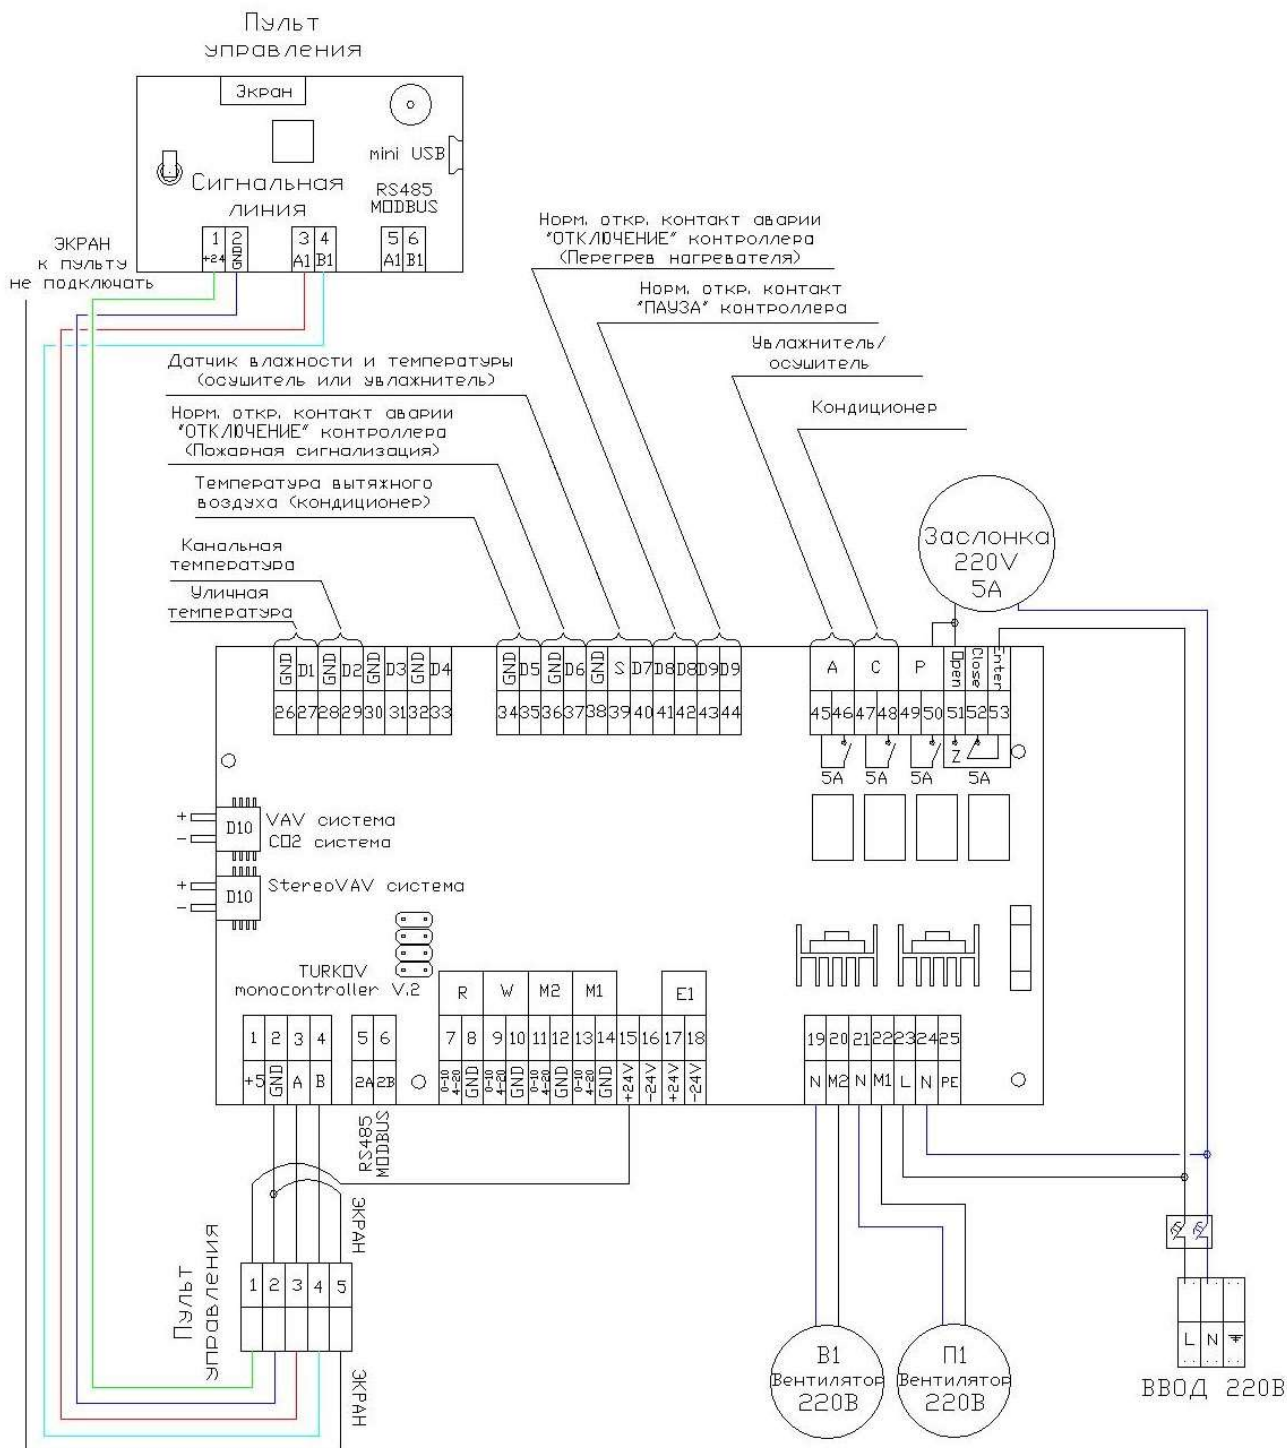 Пульт
управления
Экран
mini USB
Сигнальная
линия
RS485
MODBUS
1 2 3 4 5 6
+24 GND A1 B1 A1 B1
ЭКРАН
к пульту
не подключать
Норм. откр. контакт аварии
"ОТКЛЮЧЕНИЕ" контроллера
(Перегрев нагревателя)
Норм. откр. контакт
"ПАУЗА" контроллера
Увлажнитель/
осушитель
Кондиционер
Датчик влажности и температуры
(осушитель или увлажнитель)
Норм. откр. контакт аварии
"ОТКЛЮЧЕНИЕ" контроллера
(Пожарная сигнализация)
Температура вытяжного
воздуха (кондиционер)
Канальная
температура
Уличная
температура
Заслонка
220V
5A
GND D1 GND D2 GND D3 GND D4
26 27 28 29 30 31 32 33
GND D5 GND D6 GND S D7 D8 D8 D9 D9
34 35 36 37 38 39 40 41 42 43 44
A C P Open Close Enter
45 46 47 48 49 50 51 52 53
Z
5A 5A 5A 5A
+
-
D10
VAV система
CO2 система
+
-
D10
StereoVAV система
TURKOV
monocontroller V.2
R W M2 M1 E1
1 2 3 4 5 6
+5 GND A B 2A 2B
7 8 9 10 11 12 13 14 15 16 17 18
0-10 4-20 GND 0-10 4-20 GND 0-10 4-20 GND 0-10 4-20 GND +24V -24V +24V -24V
19 20 21 22 23 24 25
N M2 N M1 L N PE
RS485
MODBUS
ЭКРАН
Пульт
управления
1 2 3 4 5
ЭКРАН
В1
Вентилятор
220В
П1
Вентилятор
220В
L N
ВВОД 220В